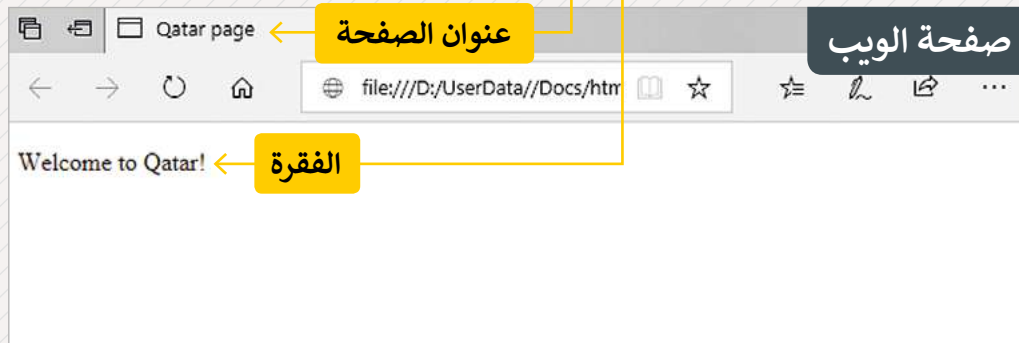 صفحة الويب
Qatar page
عنوان الصفحة
file:///D:/UserData//Docs/htm
Welcome to Qatar!
الفقرة